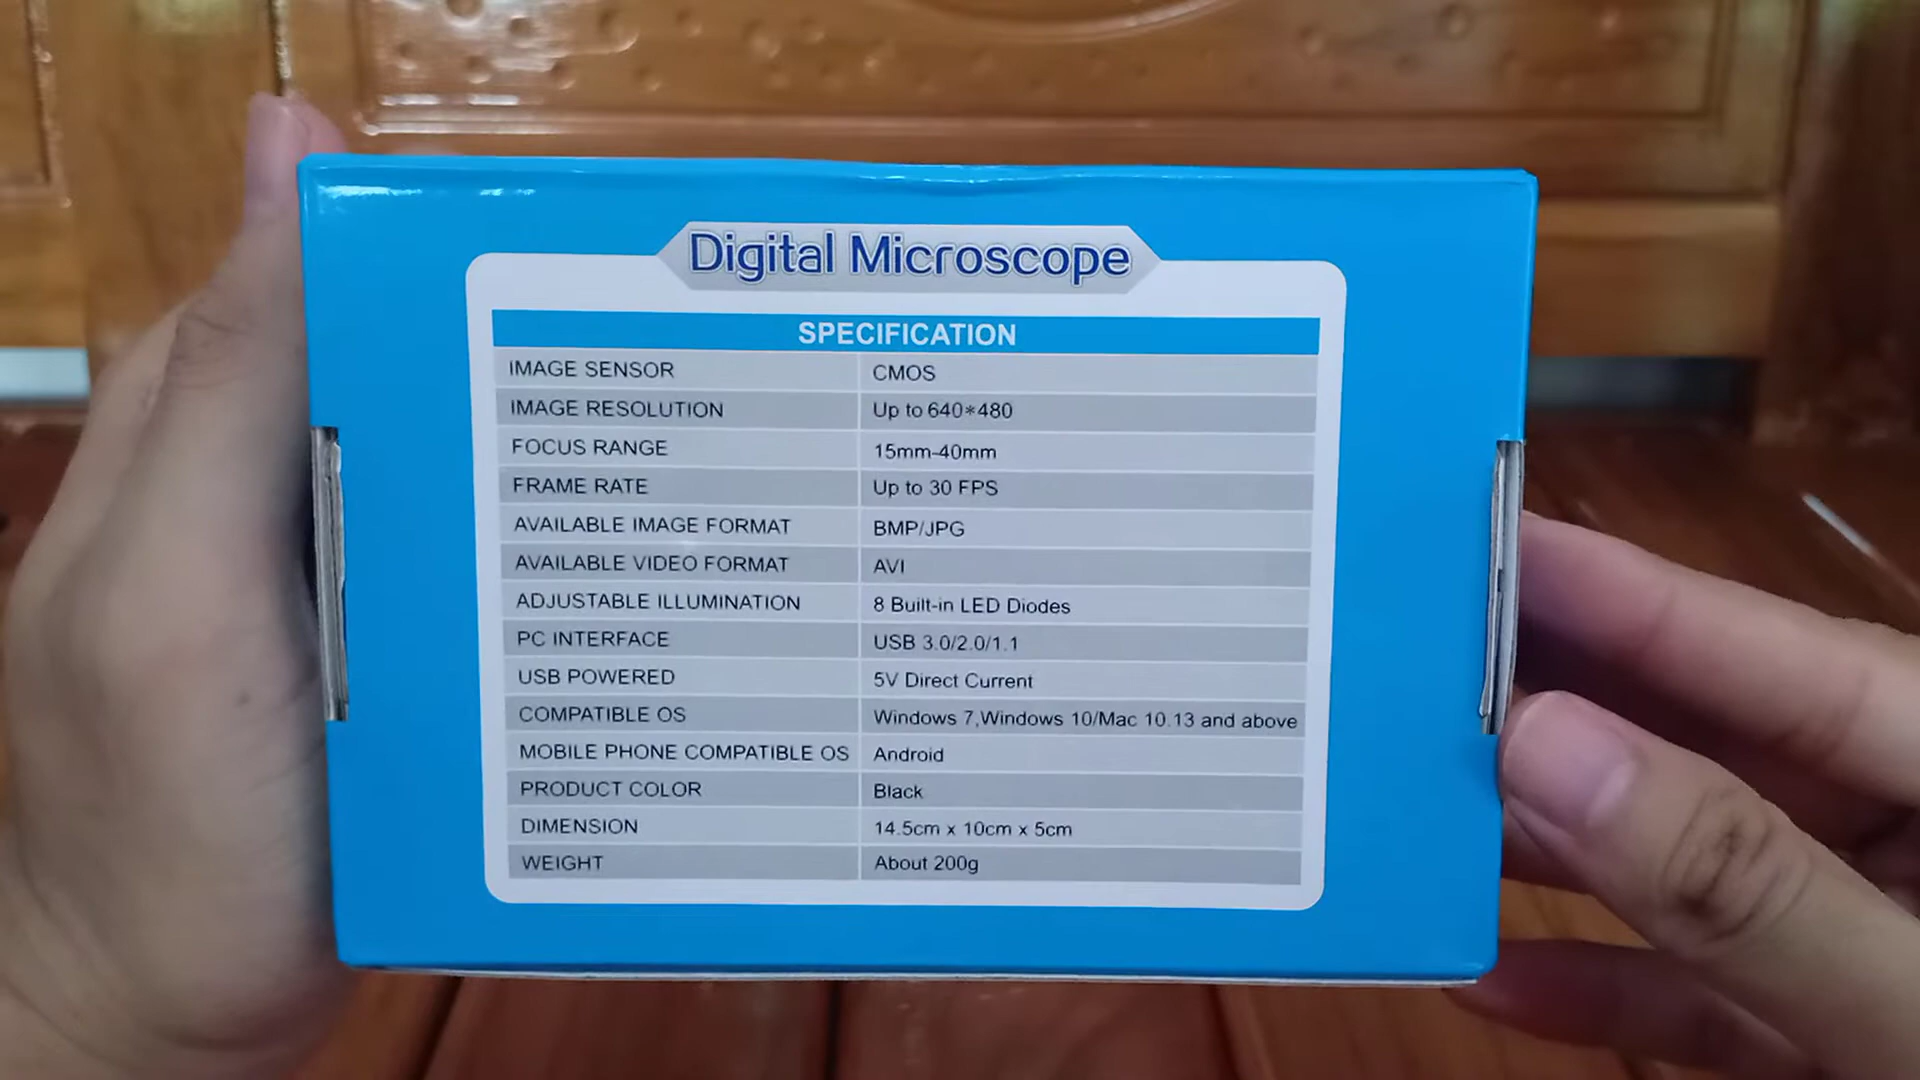 Digital Microscope
SPECIFICATION
IMAGE SENSOR CMOS
IMAGE RESOLUTION Up to 640*480
FOCUS RANGE 15mm-40mm
FRAME RATE Up to 30 FPS
AVAILABLE IMAGE FORMAT BMP/JPG
AVAILABLE VIDEO FORMAT AVI
ADJUSTABLE ILLUMINATION 8 Built-in LED Diodes
PC INTERFACE USB 3.0/2.0/1.1
USB POWERED 5V Direct Current
COMPATIBLE OS Windows 7,Windows 10/Mac 10.13 and above
MOBILE PHONE COMPATIBLE OS Android
PRODUCT COLOR Black
DIMENSION 14.5cm x 10cm x 5cm
WEIGHT About 200g